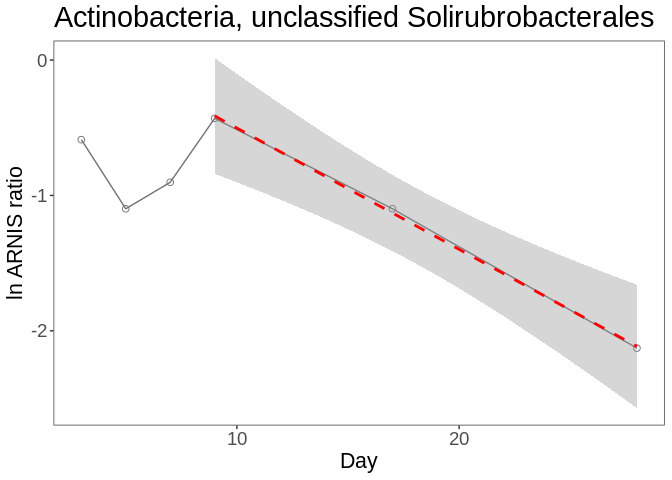 Actinobacteria, unclassified Solirubrobacterales
0
-1
-2
ln ARNIS ratio
10 20
Day